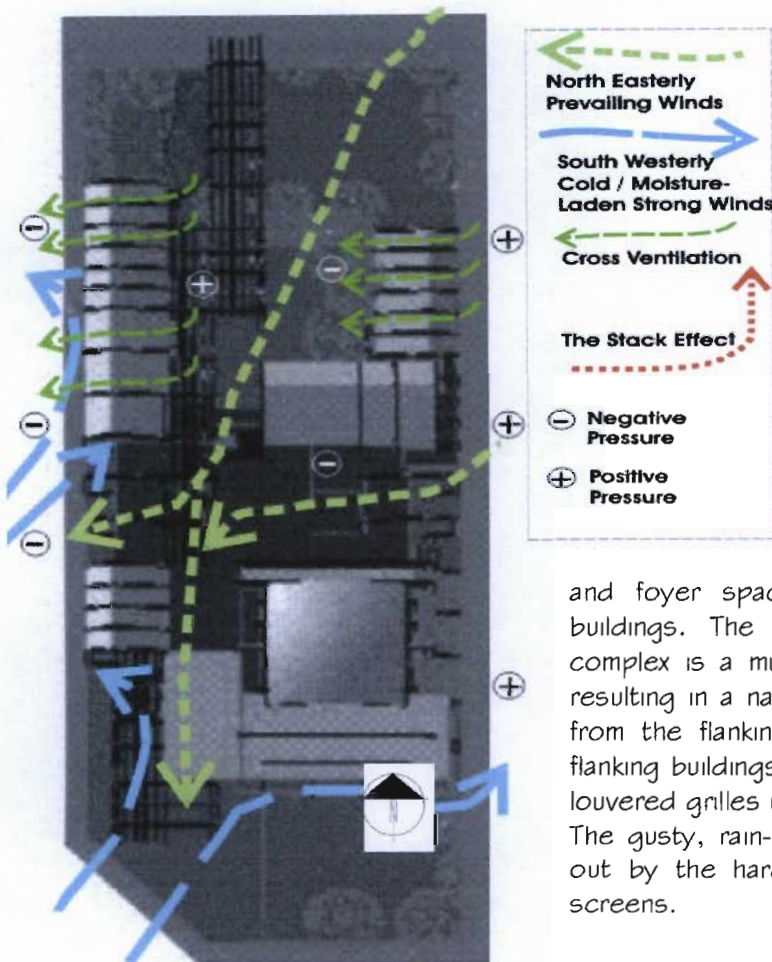 North Easterly
Prevailing Winds
South Westerly
Cold / Moisture-
Laden Strong Winds
Cross Ventilation
The Stack Effect
Negative
Pressure
Positive
Pressure
N
and foyer spac
buildings. The
complex is a mu
resulting in a na
from the flankin
flanking buildings
louvered grilles u
The gusty, rain-
out by the hara
screens.